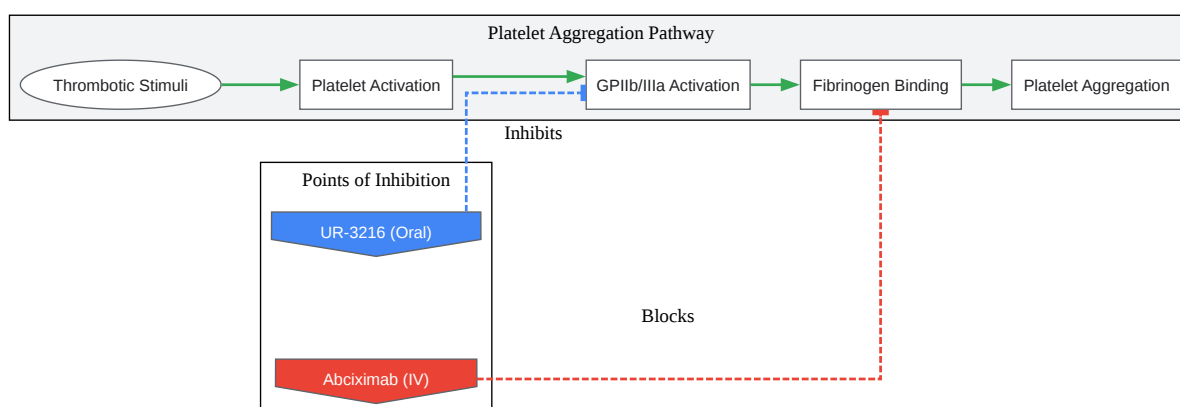 Platelet Aggregation Pathway
Thrombotic Stimuli
Platelet Activation
GPIIb/IIIa Activation
Fibrinogen Binding
Platelet Aggregation
Inhibits
Points of Inhibition
UR-3216 (Oral)
Blocks
Abciximab (IV)